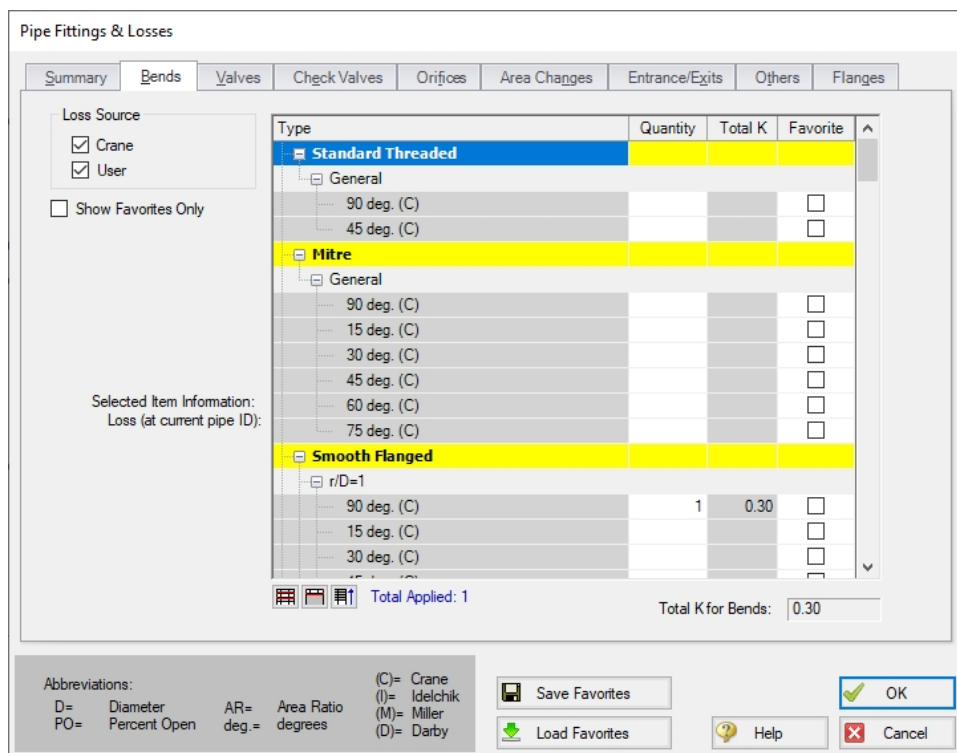 Pipe Fittings & Losses
Summary Bends Valves Check Valves Orifices Area Changes Entrance/Exits Others Flanges
Loss Source
Crane
User
Show Favorites Only
Selected Item Information:
Loss (at current pipe ID):
Type Quantity Total K Favorite
Standard Threaded
General
90 deg. (C)
45 deg. (C)
Mitre
General
90 deg. (C)
15 deg. (C)
30 deg. (C)
45 deg. (C)
60 deg. (C)
75 deg. (C)
Smooth Flanged
r/D=1
90 deg. (C) 1 0.30
15 deg. (C)
30 deg. (C)
Total Applied: 1
Total K for Bends: 0.30
Abbreviations:
D= Diameter
PO= Percent Open
AR= Area Ratio
deg.= degrees
(C)= Crane
(I)= Idelchik
(M)= Miller
(D)= Darby
Save Favorites
Load Favorites
Help
OK
Cancel